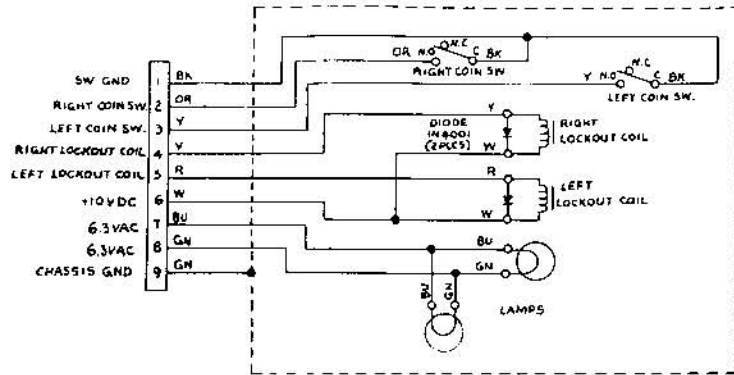 N.C
OR N.O C BK
RIGHT COIN SW
N.C
Y N.O C BK
LEFT COIN SW.
SW GND 1 BK
RIGHT COIN SW. 2 OR
LEFT COIN SW. 3 Y
RIGHT LOCKOUT COIL 4 V
LEFT LOCKOUT COIL 5 R
+10VDC 6 W
6.3VAC 7 BU
6.3VAC 8 GN
CHASSIS GND 9 GN
DIODE
IN4001
(2PLCS)
Y
W
RIGHT
LOCKOUT COIL
R
W
LEFT
LOCKOUT COIL
BU
GN
BU GN
LAMPS